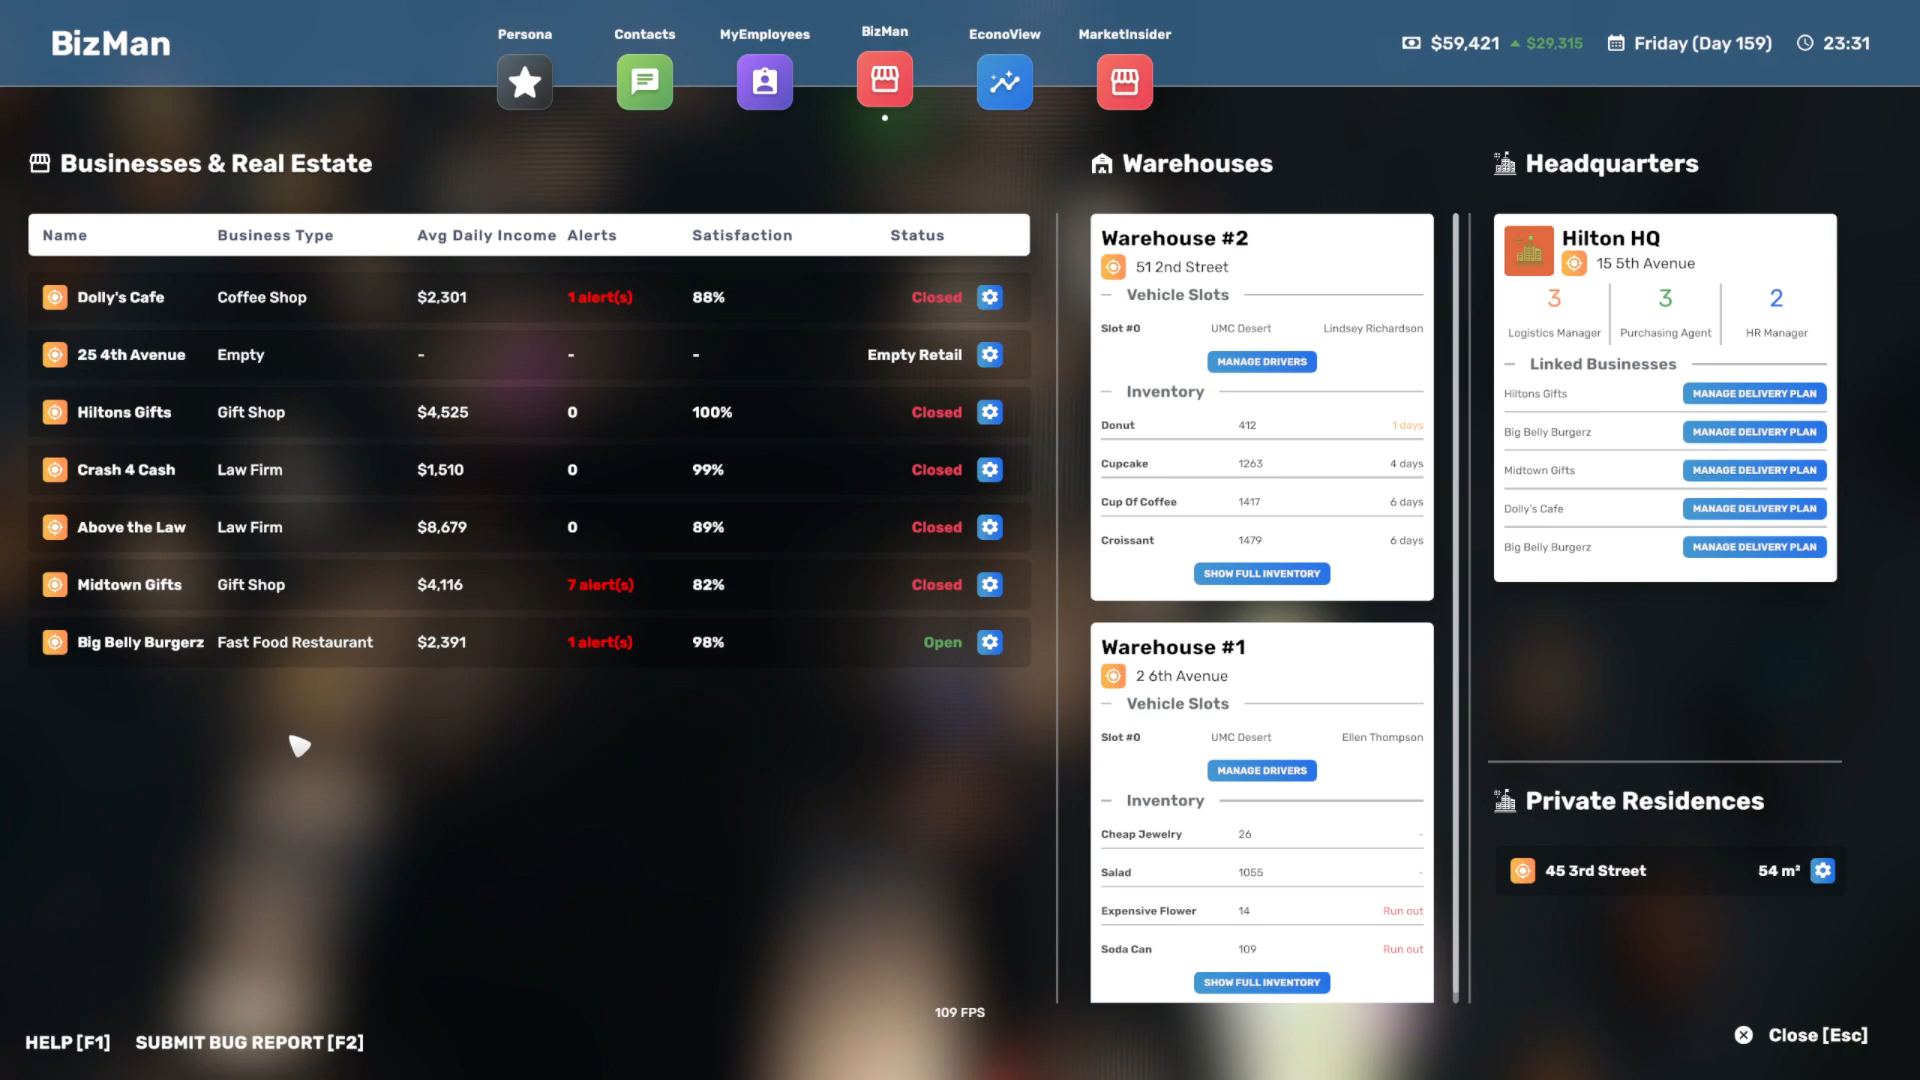 BizMan
Persona
Contacts
MyEmployees
BizMan
EconoView
MarketInsider
$59,421 $29,315
Friday (Day 159)
23:31
Businesses & Real Estate
Name Business Type Avg Daily Income Alerts Satisfaction Status
Dolly's Cafe Coffee Shop $2,301 1 alert(s) 88% Closed
25 4th Avenue Empty - - - Empty Retail
Hiltons Gifts Gift Shop $4,525 0 100% Closed
Crash 4 Cash Law Firm $1,510 0 99% Closed
Above the Law Law Firm $8,679 0 89% Closed
Midtown Gifts Gift Shop $4,116 7 alert(s) 82% Closed
Big Belly Burgerz Fast Food Restaurant $2,391 1 alert(s) 98% Open
Warehouses
Warehouse #2
51 2nd Street
Vehicle Slots
Slot #0 UMC Desert Lindsey Richardson
MANAGE DRIVERS
Inventory
Donut 412 1 days
Cupcake 1263 4 days
Cup Of Coffee 1417 6 days
Croissant 1479 6 days
SHOW FULL INVENTORY
Warehouse #1
2 6th Avenue
Vehicle Slots
Slot #0 UMC Desert Ellen Thompson
MANAGE DRIVERS
Inventory
Cheap Jewelry 26 -
Salad 1055 -
Expensive Flower 14 Run out
Soda Can 109 Run out
SHOW FULL INVENTORY
Headquarters
Hilton HQ
15 5th Avenue
3 3 2
Logistics Manager Purchasing Agent HR Manager
Linked Businesses
Hiltons Gifts MANAGE DELIVERY PLAN
Big Belly Burgerz MANAGE DELIVERY PLAN
Midtown Gifts MANAGE DELIVERY PLAN
Dolly's Cafe MANAGE DELIVERY PLAN
Big Belly Burgerz MANAGE DELIVERY PLAN
Private Residences
45 3rd Street 54 m²
109 FPS
HELP [F1] SUBMIT BUG REPORT [F2]
Close [Esc]